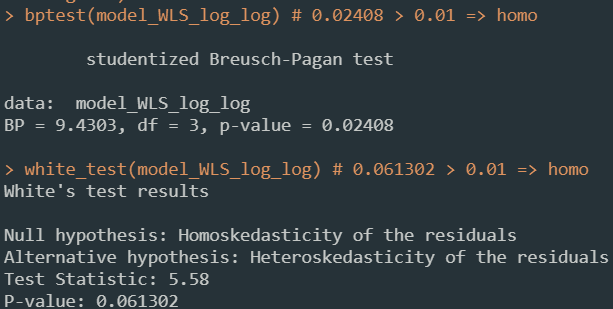 > bptest(model_WLS_log_log) # 0.02408 > 0.01 => homo
studentized Breusch-Pagan test
data:  model_WLS_log_log
BP = 9.4303, df = 3, p-value = 0.02408
> white_test(model_WLS_log_log) # 0.061302 > 0.01 => homo
White's test results
Null hypothesis: Homoskedasticity of the residuals
Alternative hypothesis: Heteroskedasticity of the residuals
Test Statistic: 5.58
P-value: 0.061302